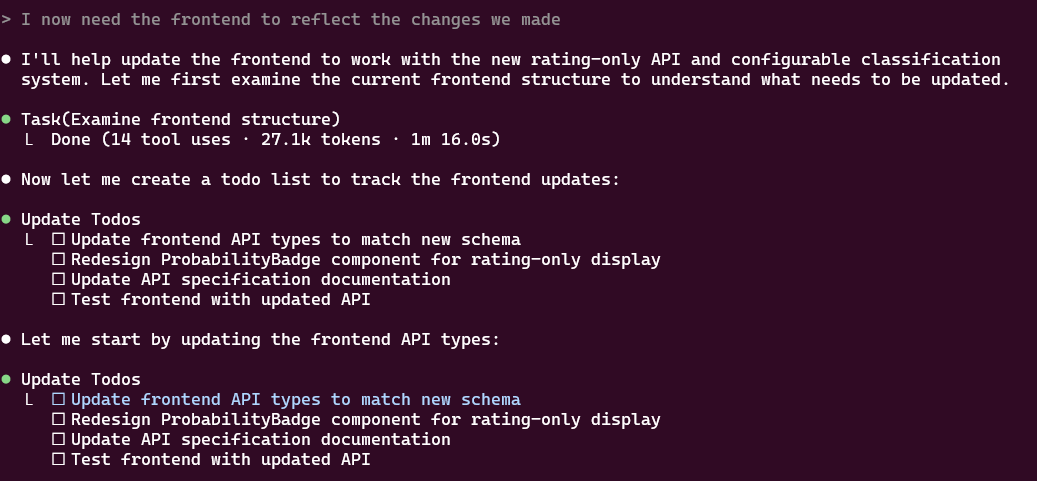 > I now need the frontend to reflect the changes we made
● I'll help update the frontend to work with the new rating-only API and configurable classification
system. Let me first examine the current frontend structure to understand what needs to be updated.
● Task(Examine frontend structure)
└ Done (14 tool uses · 27.1k tokens · 1m 16.0s)
● Now let me create a todo list to track the frontend updates:
● Update Todos
└ ☐ Update frontend API types to match new schema
☐ Redesign ProbabilityBadge component for rating-only display
☐ Update API specification documentation
☐ Test frontend with updated API
● Let me start by updating the frontend API types:
● Update Todos
└ ☐ Update frontend API types to match new schema
☐ Redesign ProbabilityBadge component for rating-only display
☐ Update API specification documentation
☐ Test frontend with updated API